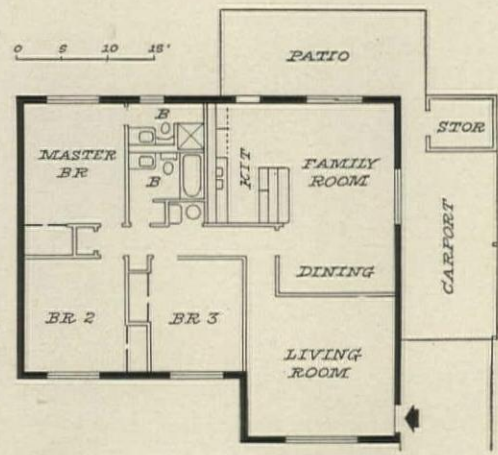 0 5 10 15'
PATIO
B
STOR
MASTER
BR
B
KIT
FAMILY
ROOM
CARPORT
DINING
BR 2
BR 3
LIVING
ROOM